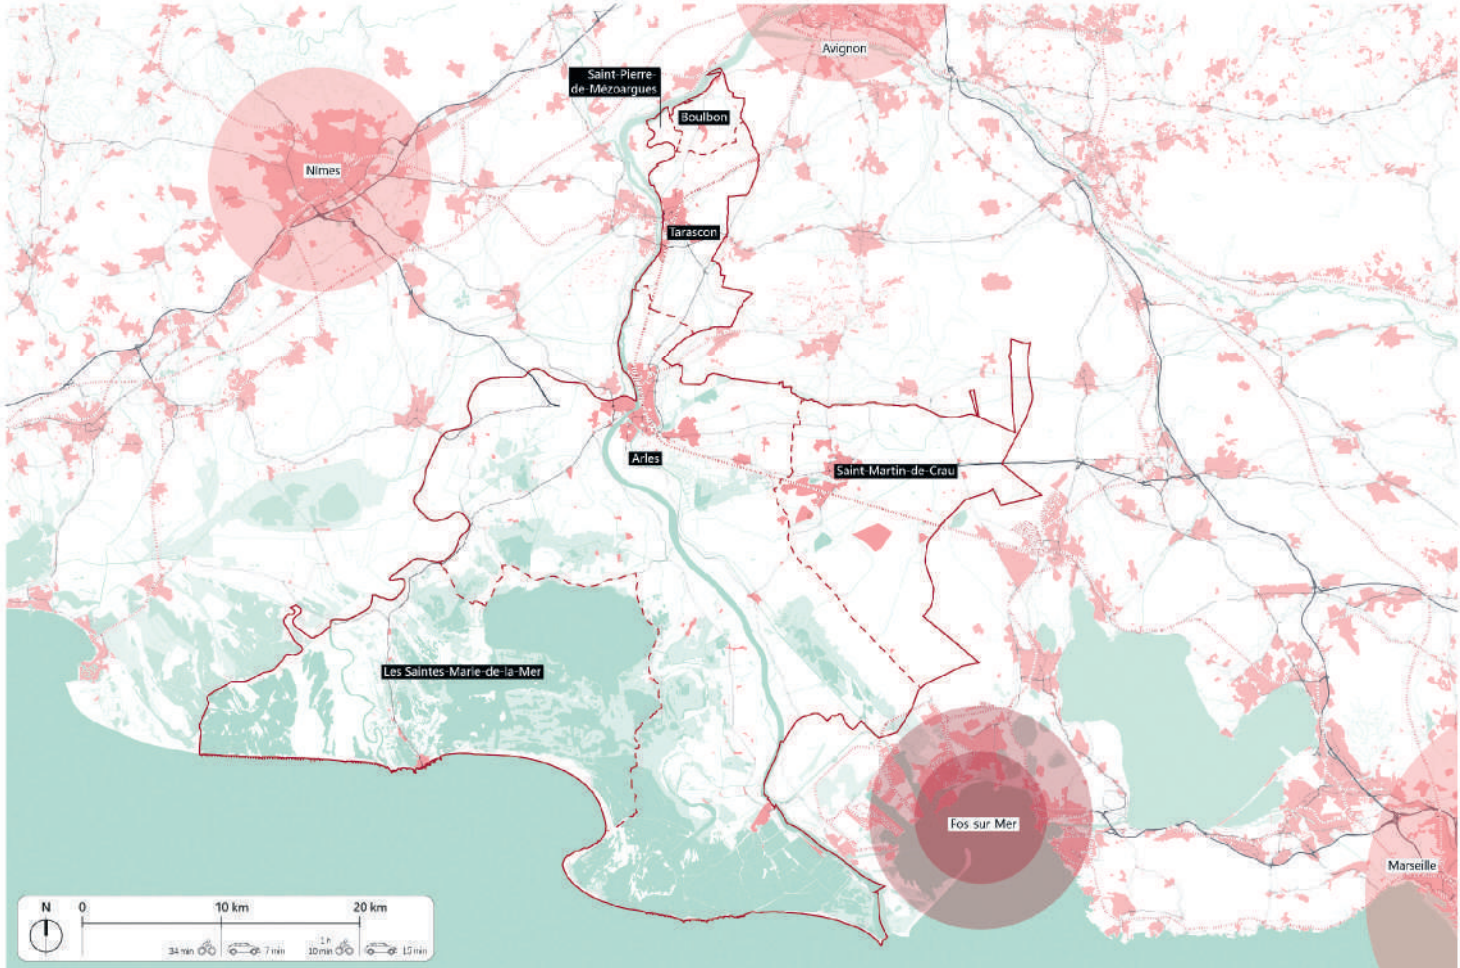 Avignon
Saint-Pierre-
de-Mézoargues
Boulbon
Nîmes
Tarascon
Arles
Saint-Martin-de-Crau
Les Saintes-Marie-de-la-Mer
Fos sur Mer
Marseille
N 0 10 km 20 km
34 min 7 min 1 h
10 min 15 min